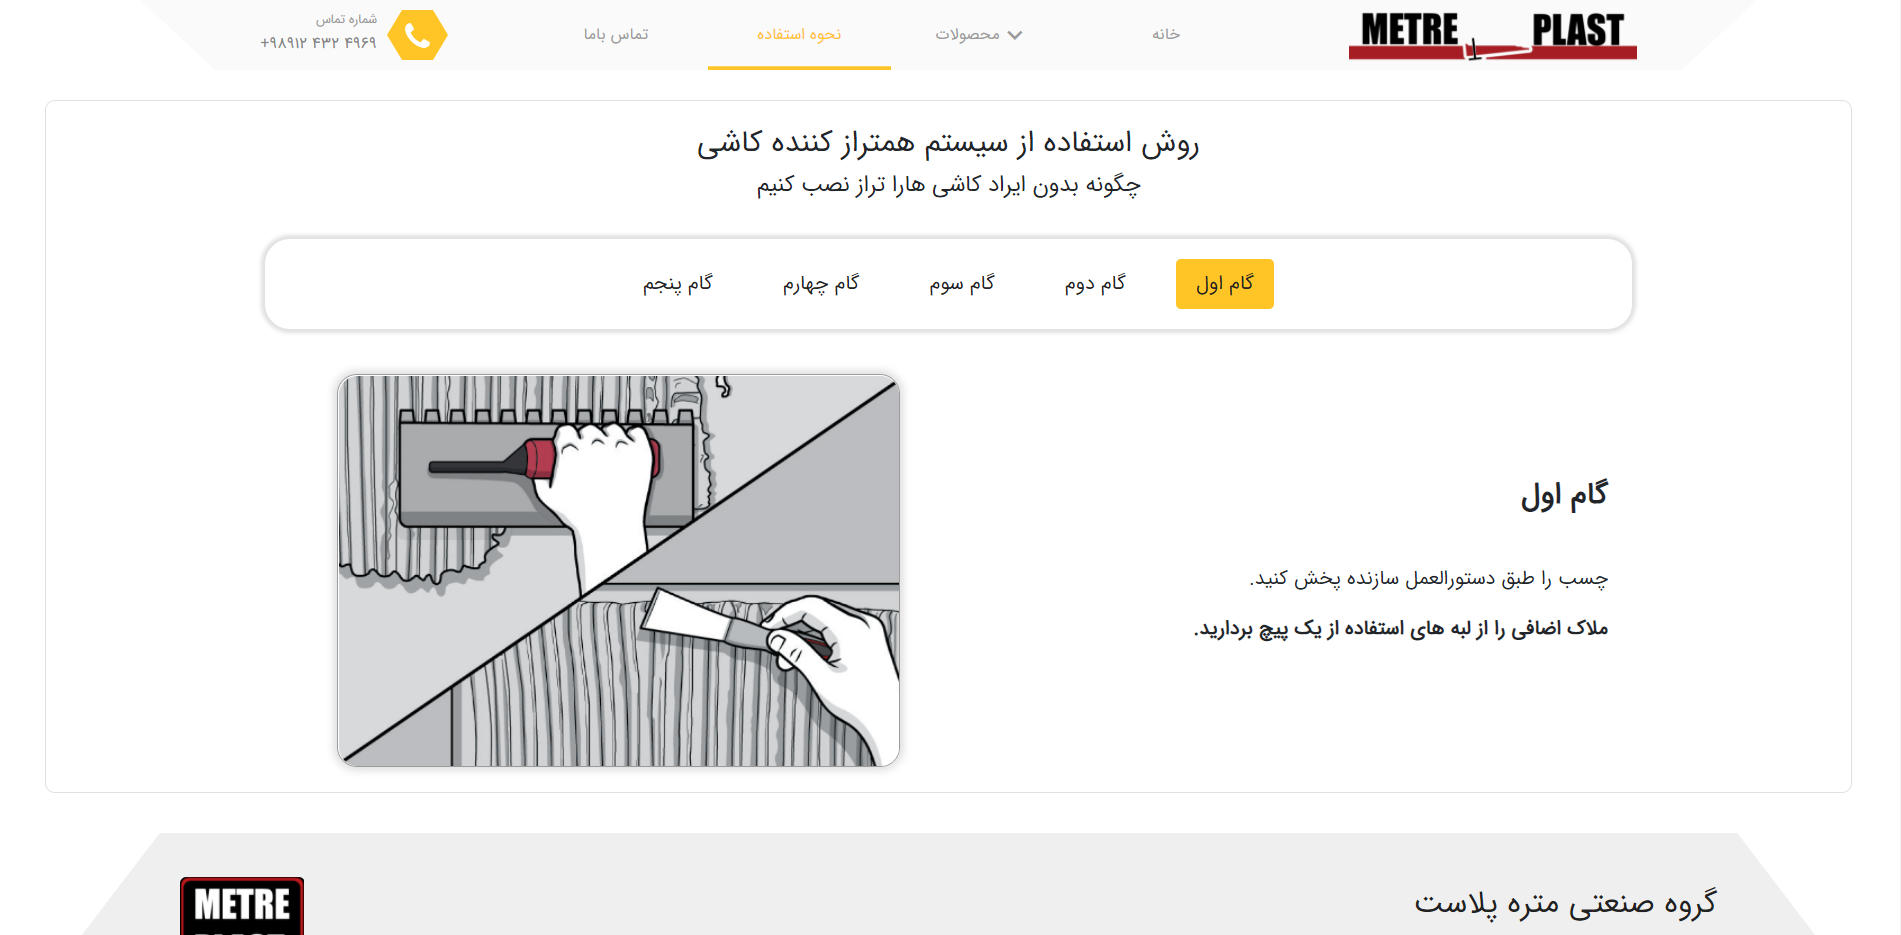 METRE PLAST
خانه
محصولات
نحوه استفاده
تماس باما
شماره تماس
+۹۸۹۱۲ ۴۳۲ ۴۹۶۹
روش استفاده از سیستم همتراز کننده کاشی
چگونه بدون ایراد کاشی هارا تراز نصب کنیم
گام اول
گام دوم
گام سوم
گام چهارم
گام پنجم
گام اول
چسب را طبق دستورالعمل سازنده پخش کنید.
ملاک اضافی را از لبه های استفاده از یک پیچ بردارید.
گروه صنعتی متره پلاست
METRE